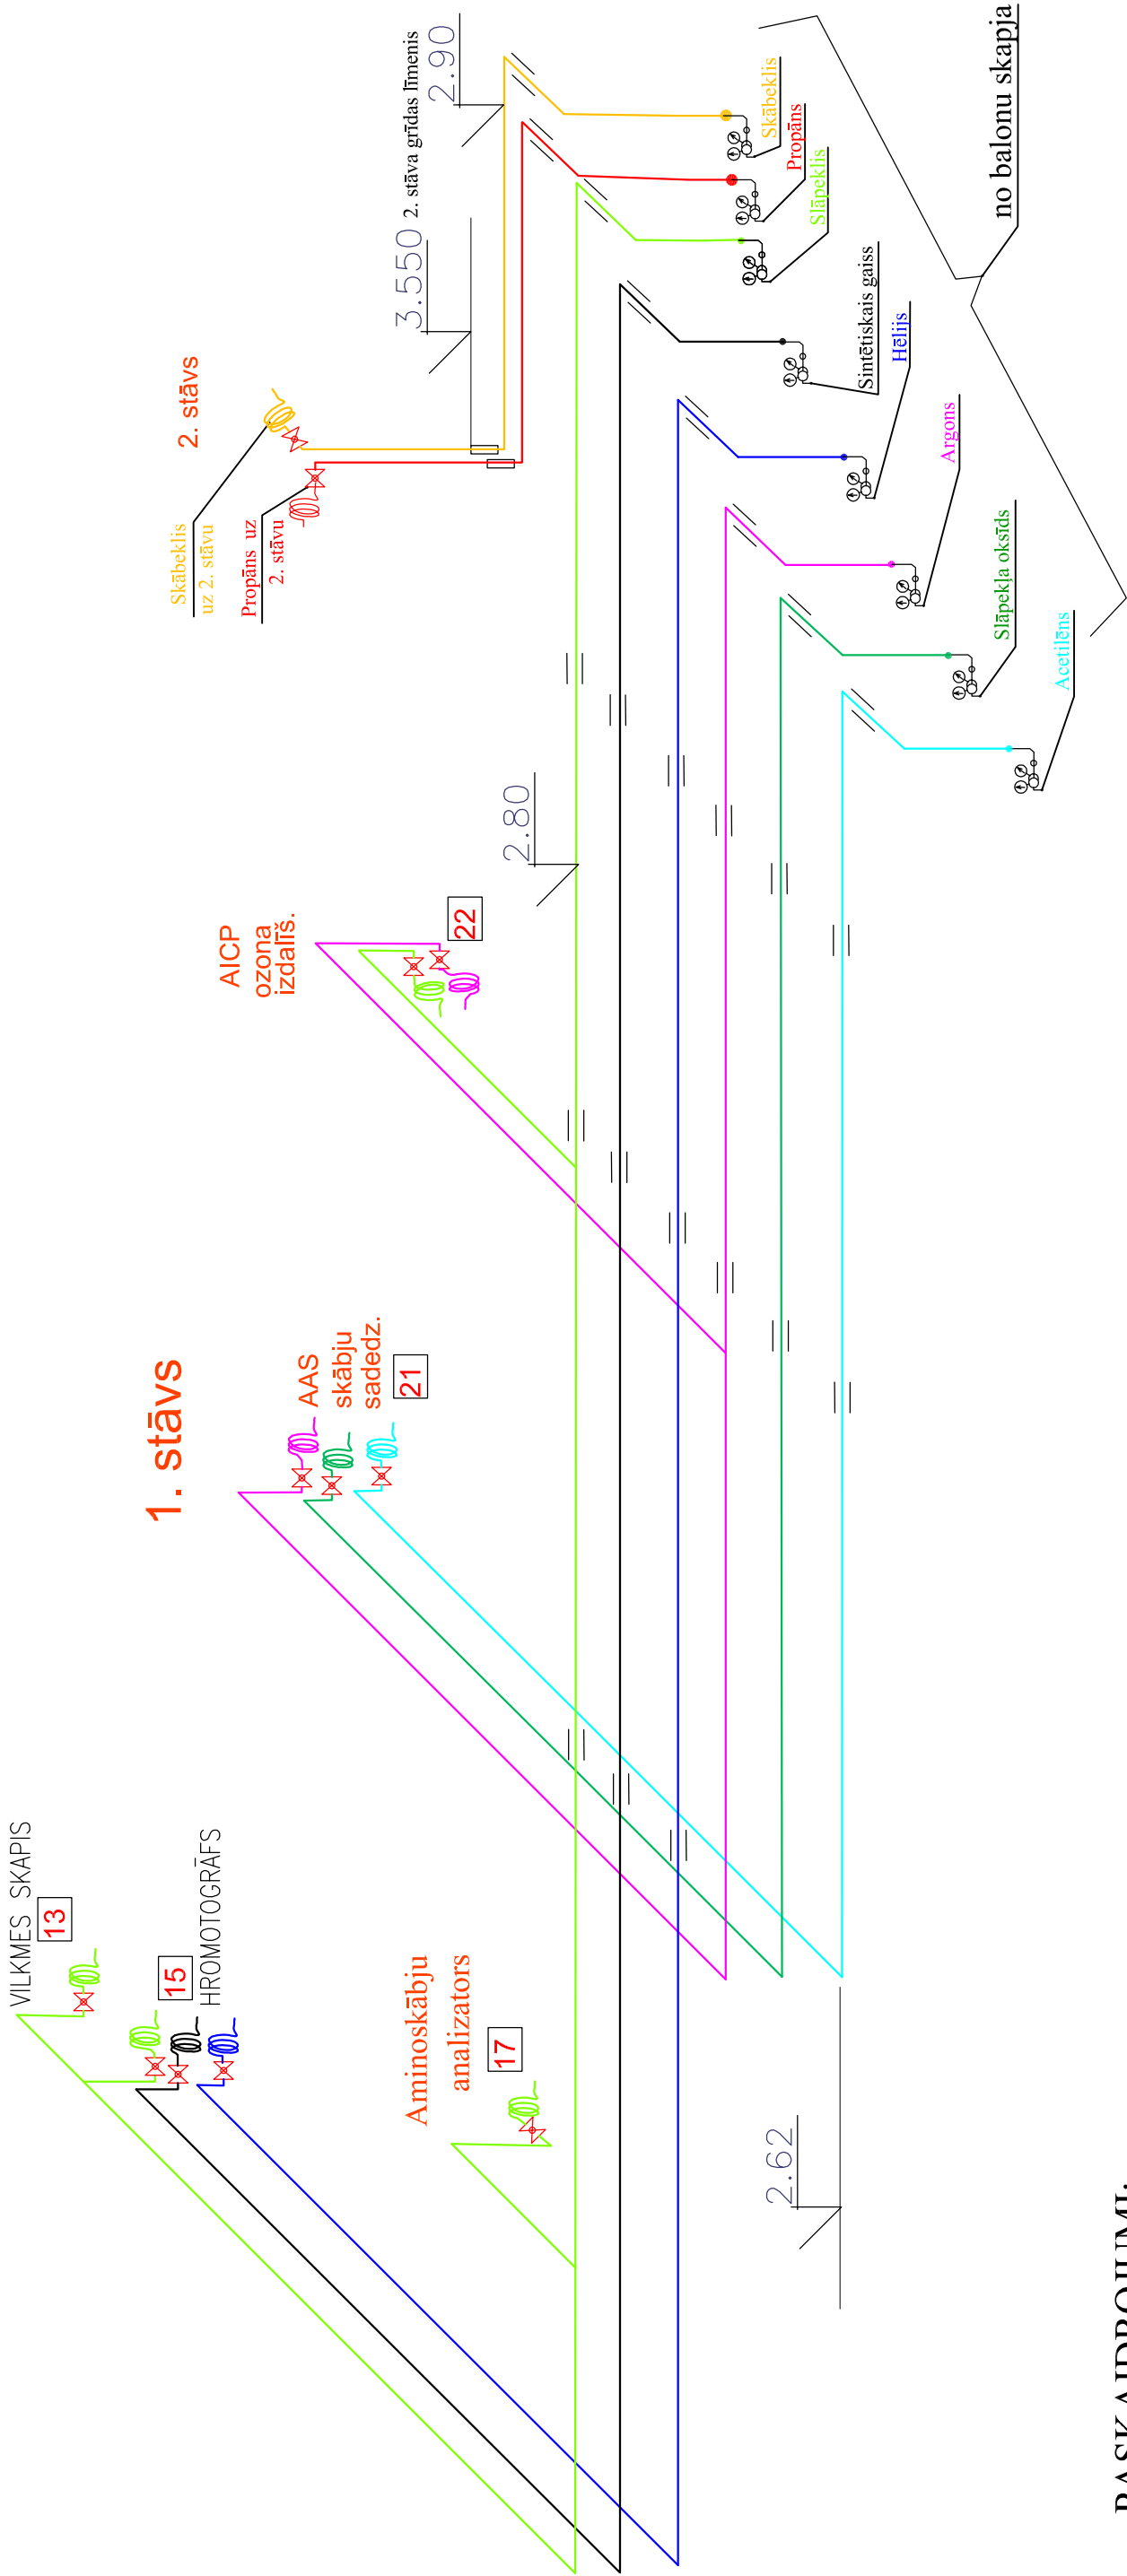 VILKMES SKAPIS
13
15
HROMOTOGRĀFS
1. stāvs
AAS
skābju
sadedz.
21
AICP
ozona
izdalīš.
22
2. stāvs
Skābeklis
uz 2. stāvu
Propāns uz
2. stāvu
3.550
2. stāva grīdas līmenis
2.90
2.80
Aminoskābju
analizators
17
2.62
Skābeklis
Propāns
Slāpeklis
Sintētiskais gaiss
Hēlijs
Argons
Slāpekļa oksīds
Acetilēns
no balonu skapja